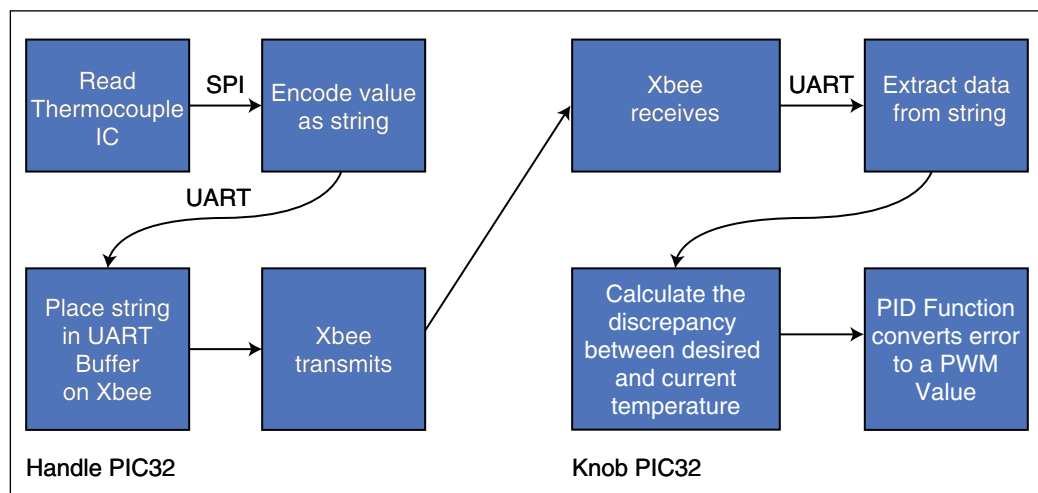 Read
Thermocouple
IC
SPI
Encode value
as string
UART
Place string
in UART
Buffer
on Xbee
Xbee
transmits
Handle PIC32
Xbee
receives
UART
Extract data
from string
Calculate the
discrepancy
between desired
and current
temperature
PID Function
converts error
to a PWM
Value
Knob PIC32